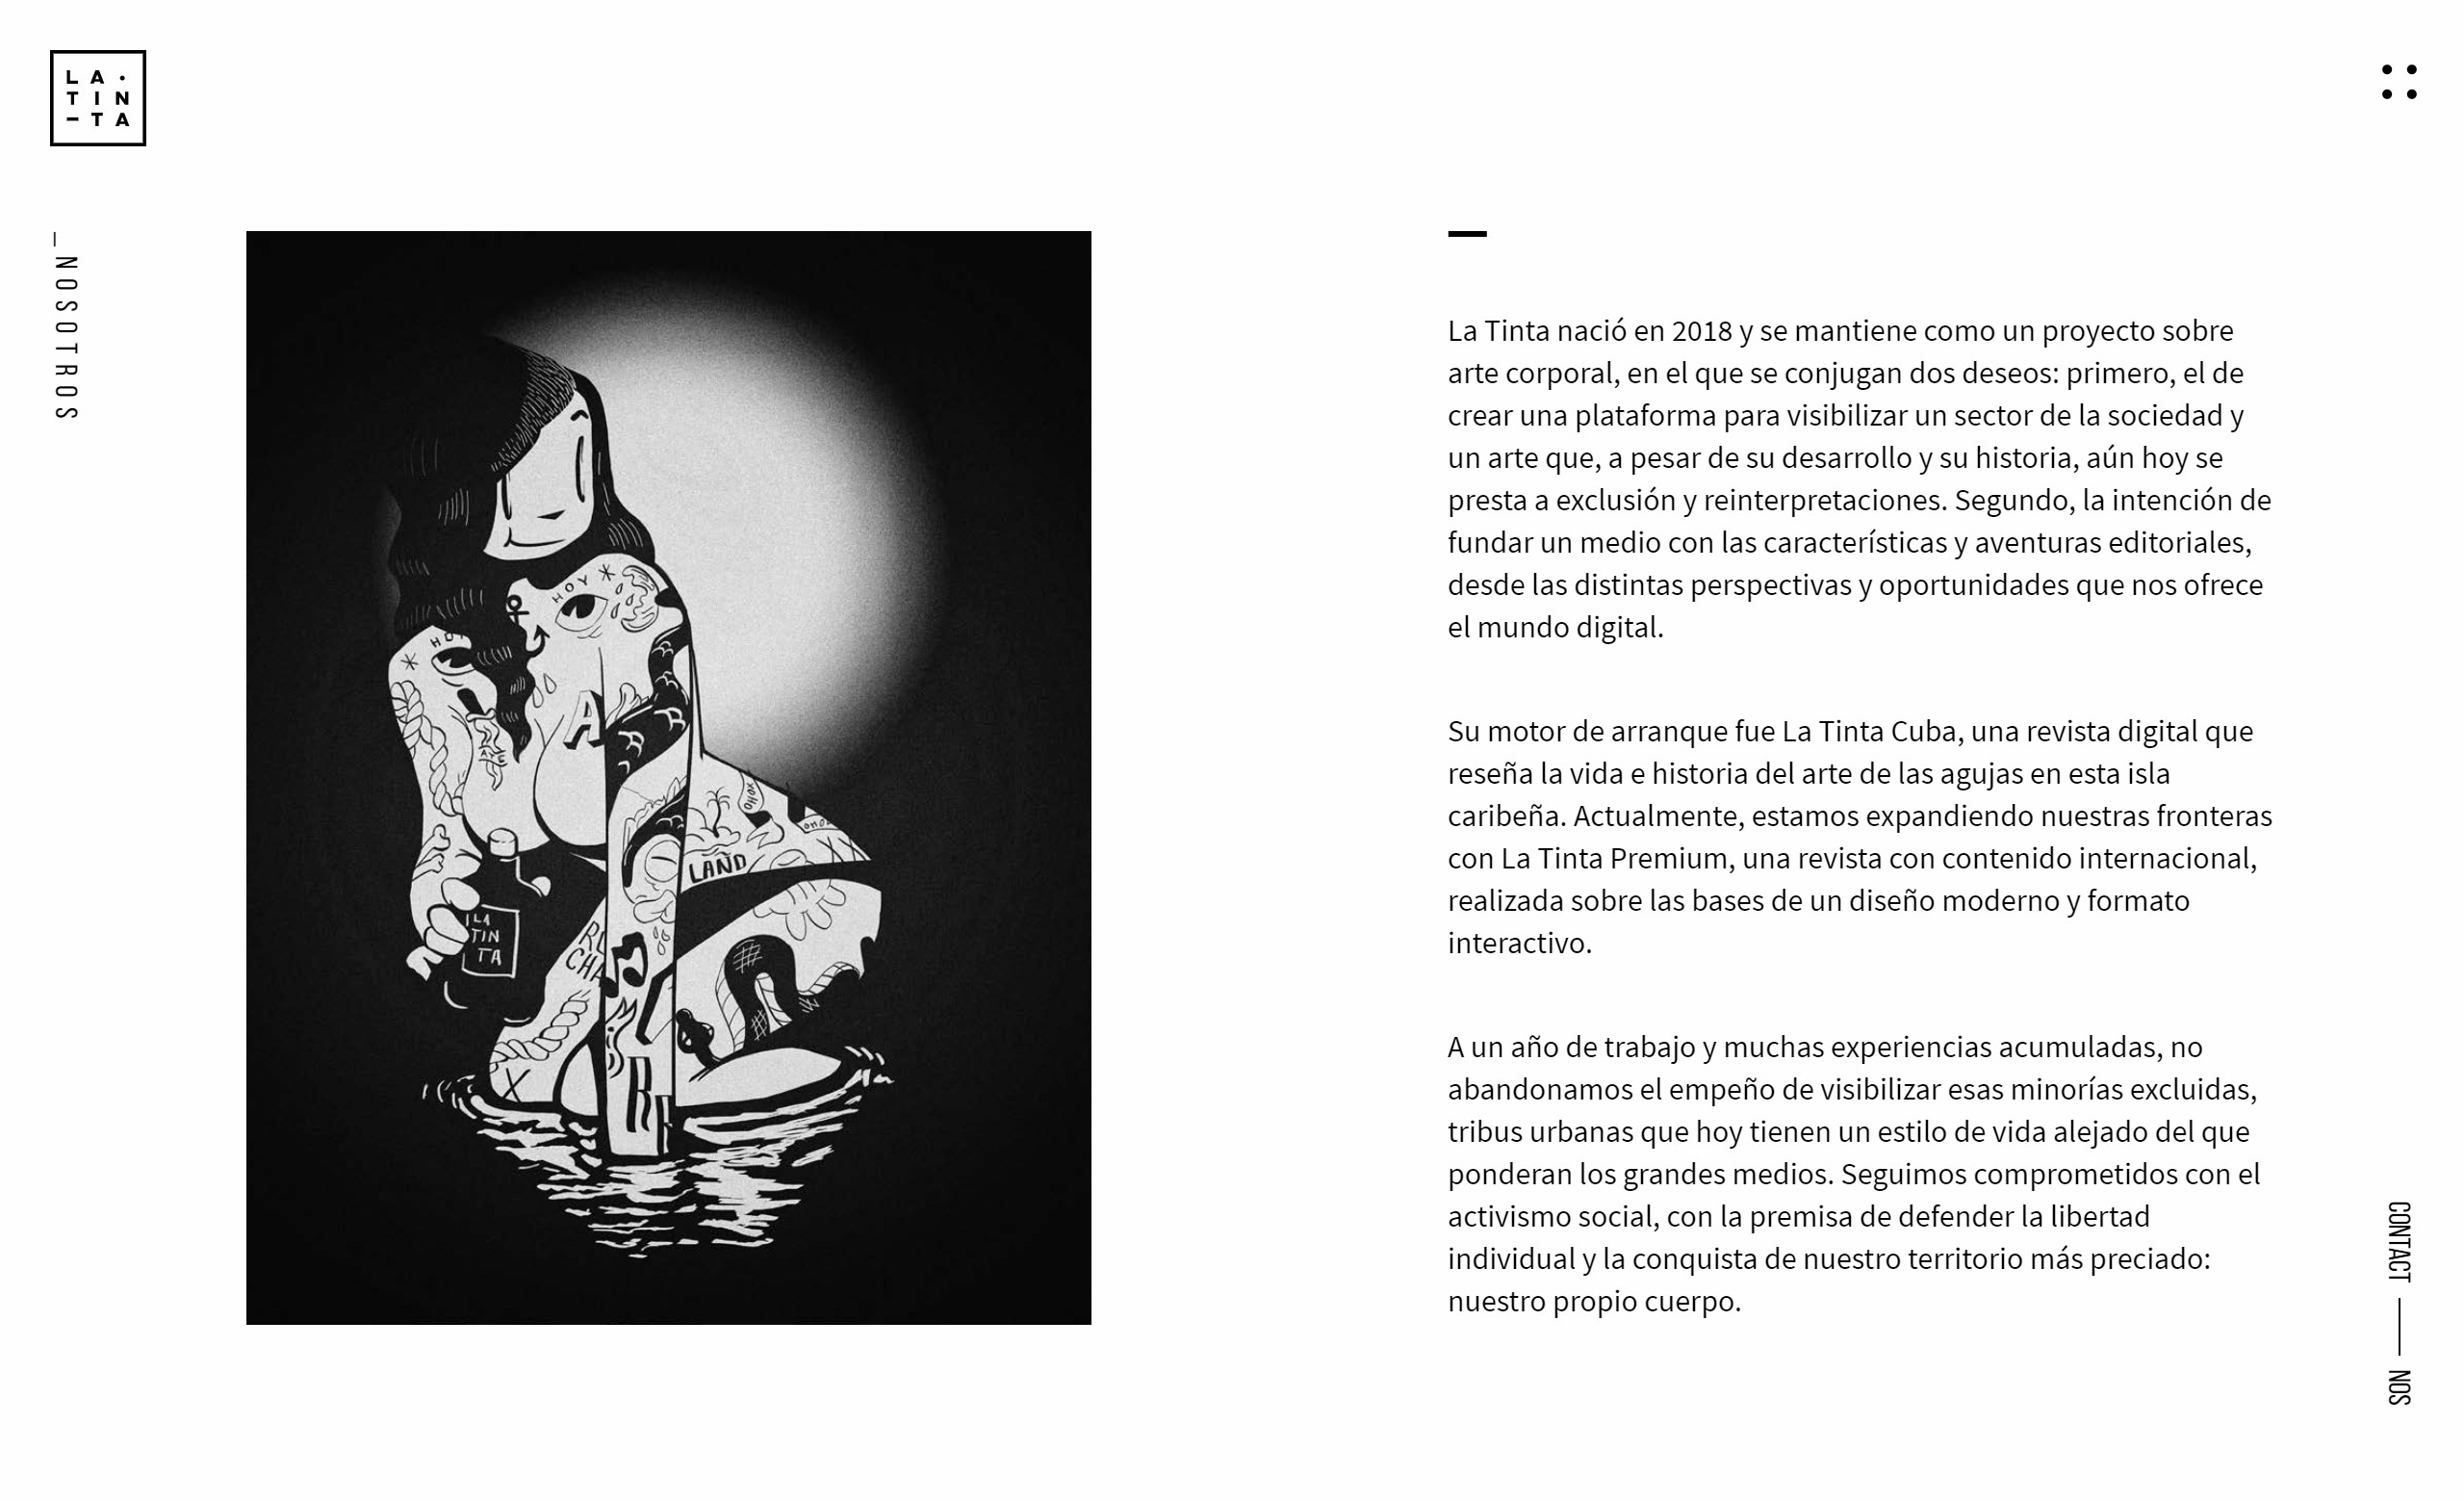 LA·
TIN
–TA
_NOSOTROS
HOY
HOY
A
R
LAÑO
LA
TIN
TA
La Tinta nació en 2018 y se mantiene como un proyecto sobre
arte corporal, en el que se conjugan dos deseos: primero, el de
crear una plataforma para visibilizar un sector de la sociedad y
un arte que, a pesar de su desarrollo y su historia, aún hoy se
presta a exclusión y reinterpretaciones. Segundo, la intención de
fundar un medio con las características y aventuras editoriales,
desde las distintas perspectivas y oportunidades que nos ofrece
el mundo digital.
Su motor de arranque fue La Tinta Cuba, una revista digital que
reseña la vida e historia del arte de las agujas en esta isla
caribeña. Actualmente, estamos expandiendo nuestras fronteras
con La Tinta Premium, una revista con contenido internacional,
realizada sobre las bases de un diseño moderno y formato
interactivo.
A un año de trabajo y muchas experiencias acumuladas, no
abandonamos el empeño de visibilizar esas minorías excluidas,
tribus urbanas que hoy tienen un estilo de vida alejado del que
ponderan los grandes medios. Seguimos comprometidos con el
activismo social, con la premisa de defender la libertad
individual y la conquista de nuestro territorio más preciado:
nuestro propio cuerpo.
CONTACT — NOS